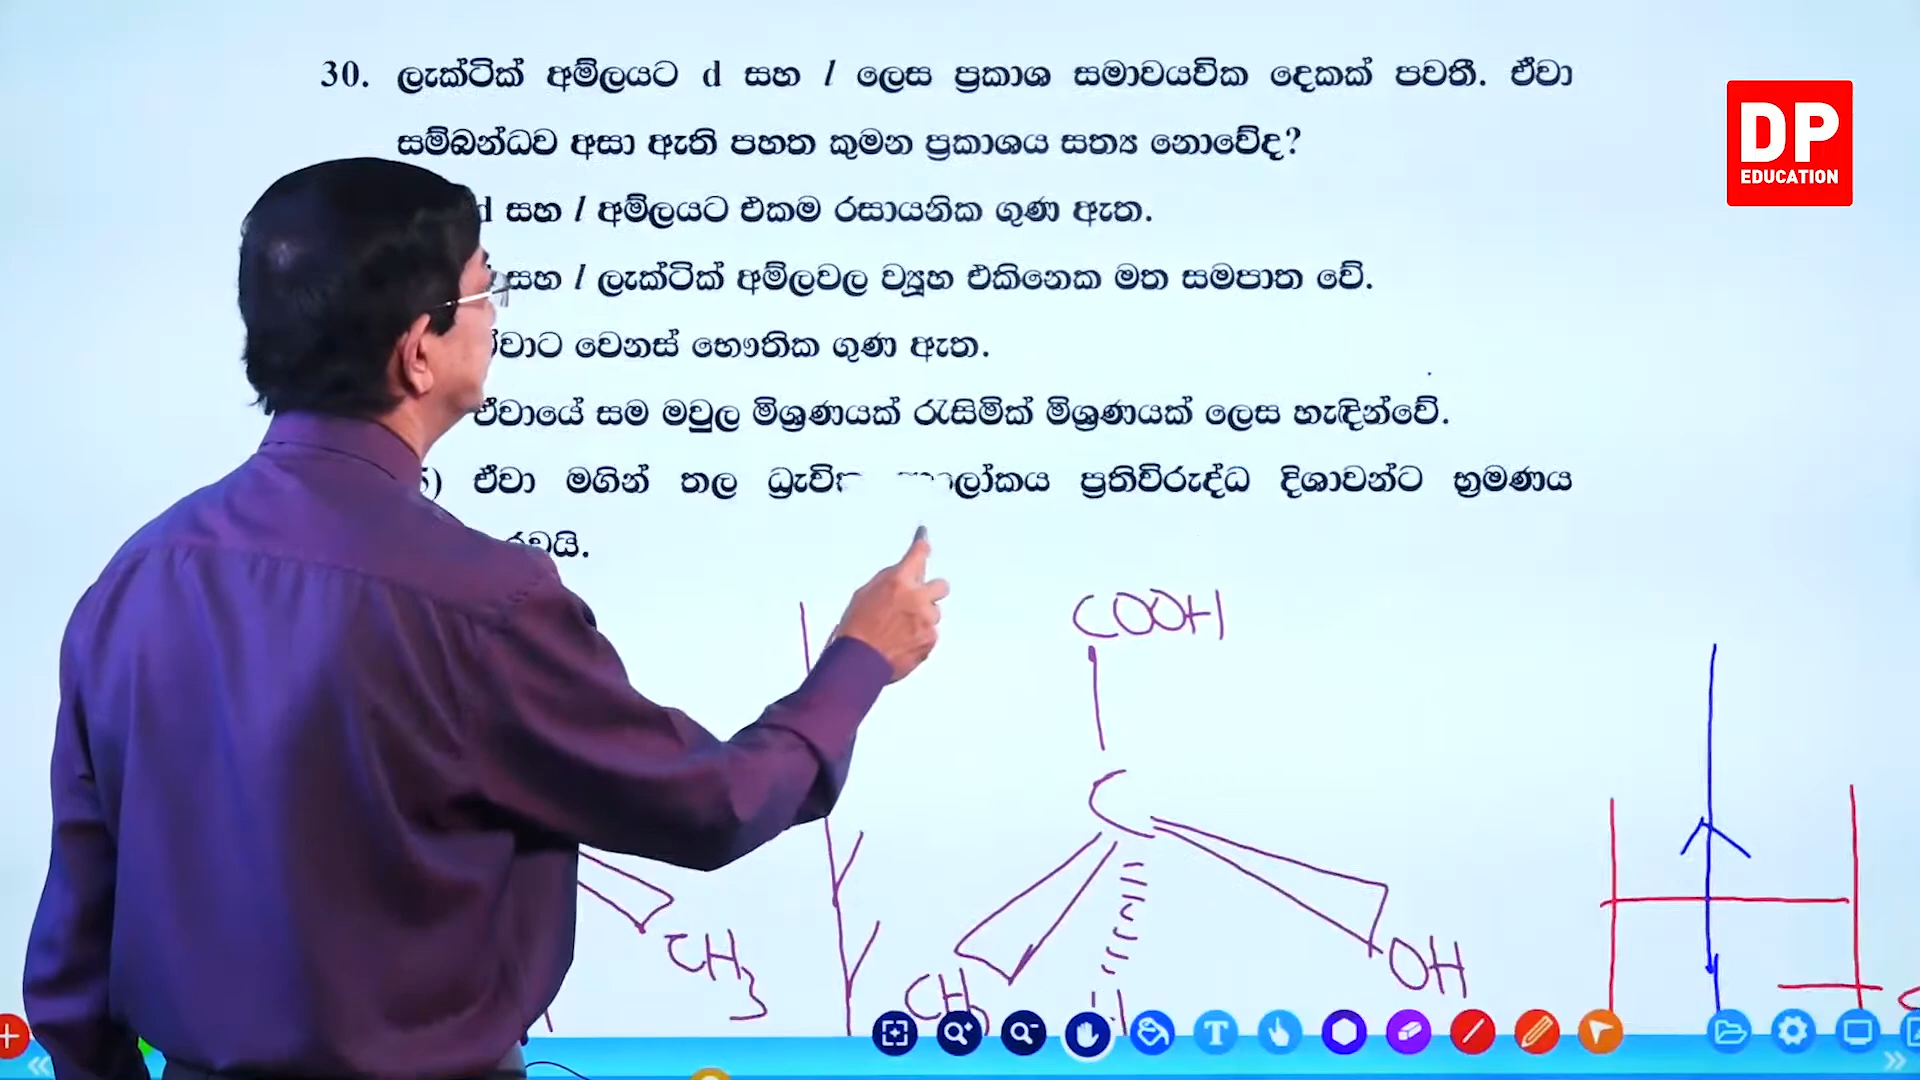 30. ලැක්ටික් අම්ලයට d සහ l ලෙස ප්‍රකාශ සමාවයවික දෙකක් පවතී. ඒවා
සම්බන්ධව අසා ඇති පහත කුමන ප්‍රකාශය සත්‍ය නොවේද?
d සහ l අම්ලයට එකම රසායනික ගුණ ඇත.
සහ l ලැක්ටික් අම්ලවල ව්‍යූහ එකිනෙක මත සමපාත වේ.
වෙනස් භෞතික ගුණ ඇත.
ඒවායේ සම මවුල මිශ්‍රණයක් රැසිමික් මිශ්‍රණයක් ලෙස හැඳින්වේ.
5) ඒවා මගින් තල ප්‍රතිවිරුද්ධ දිශාවන්ට භ්‍රමණය
DP
EDUCATION
COOH
C
CH3
CH3
OH